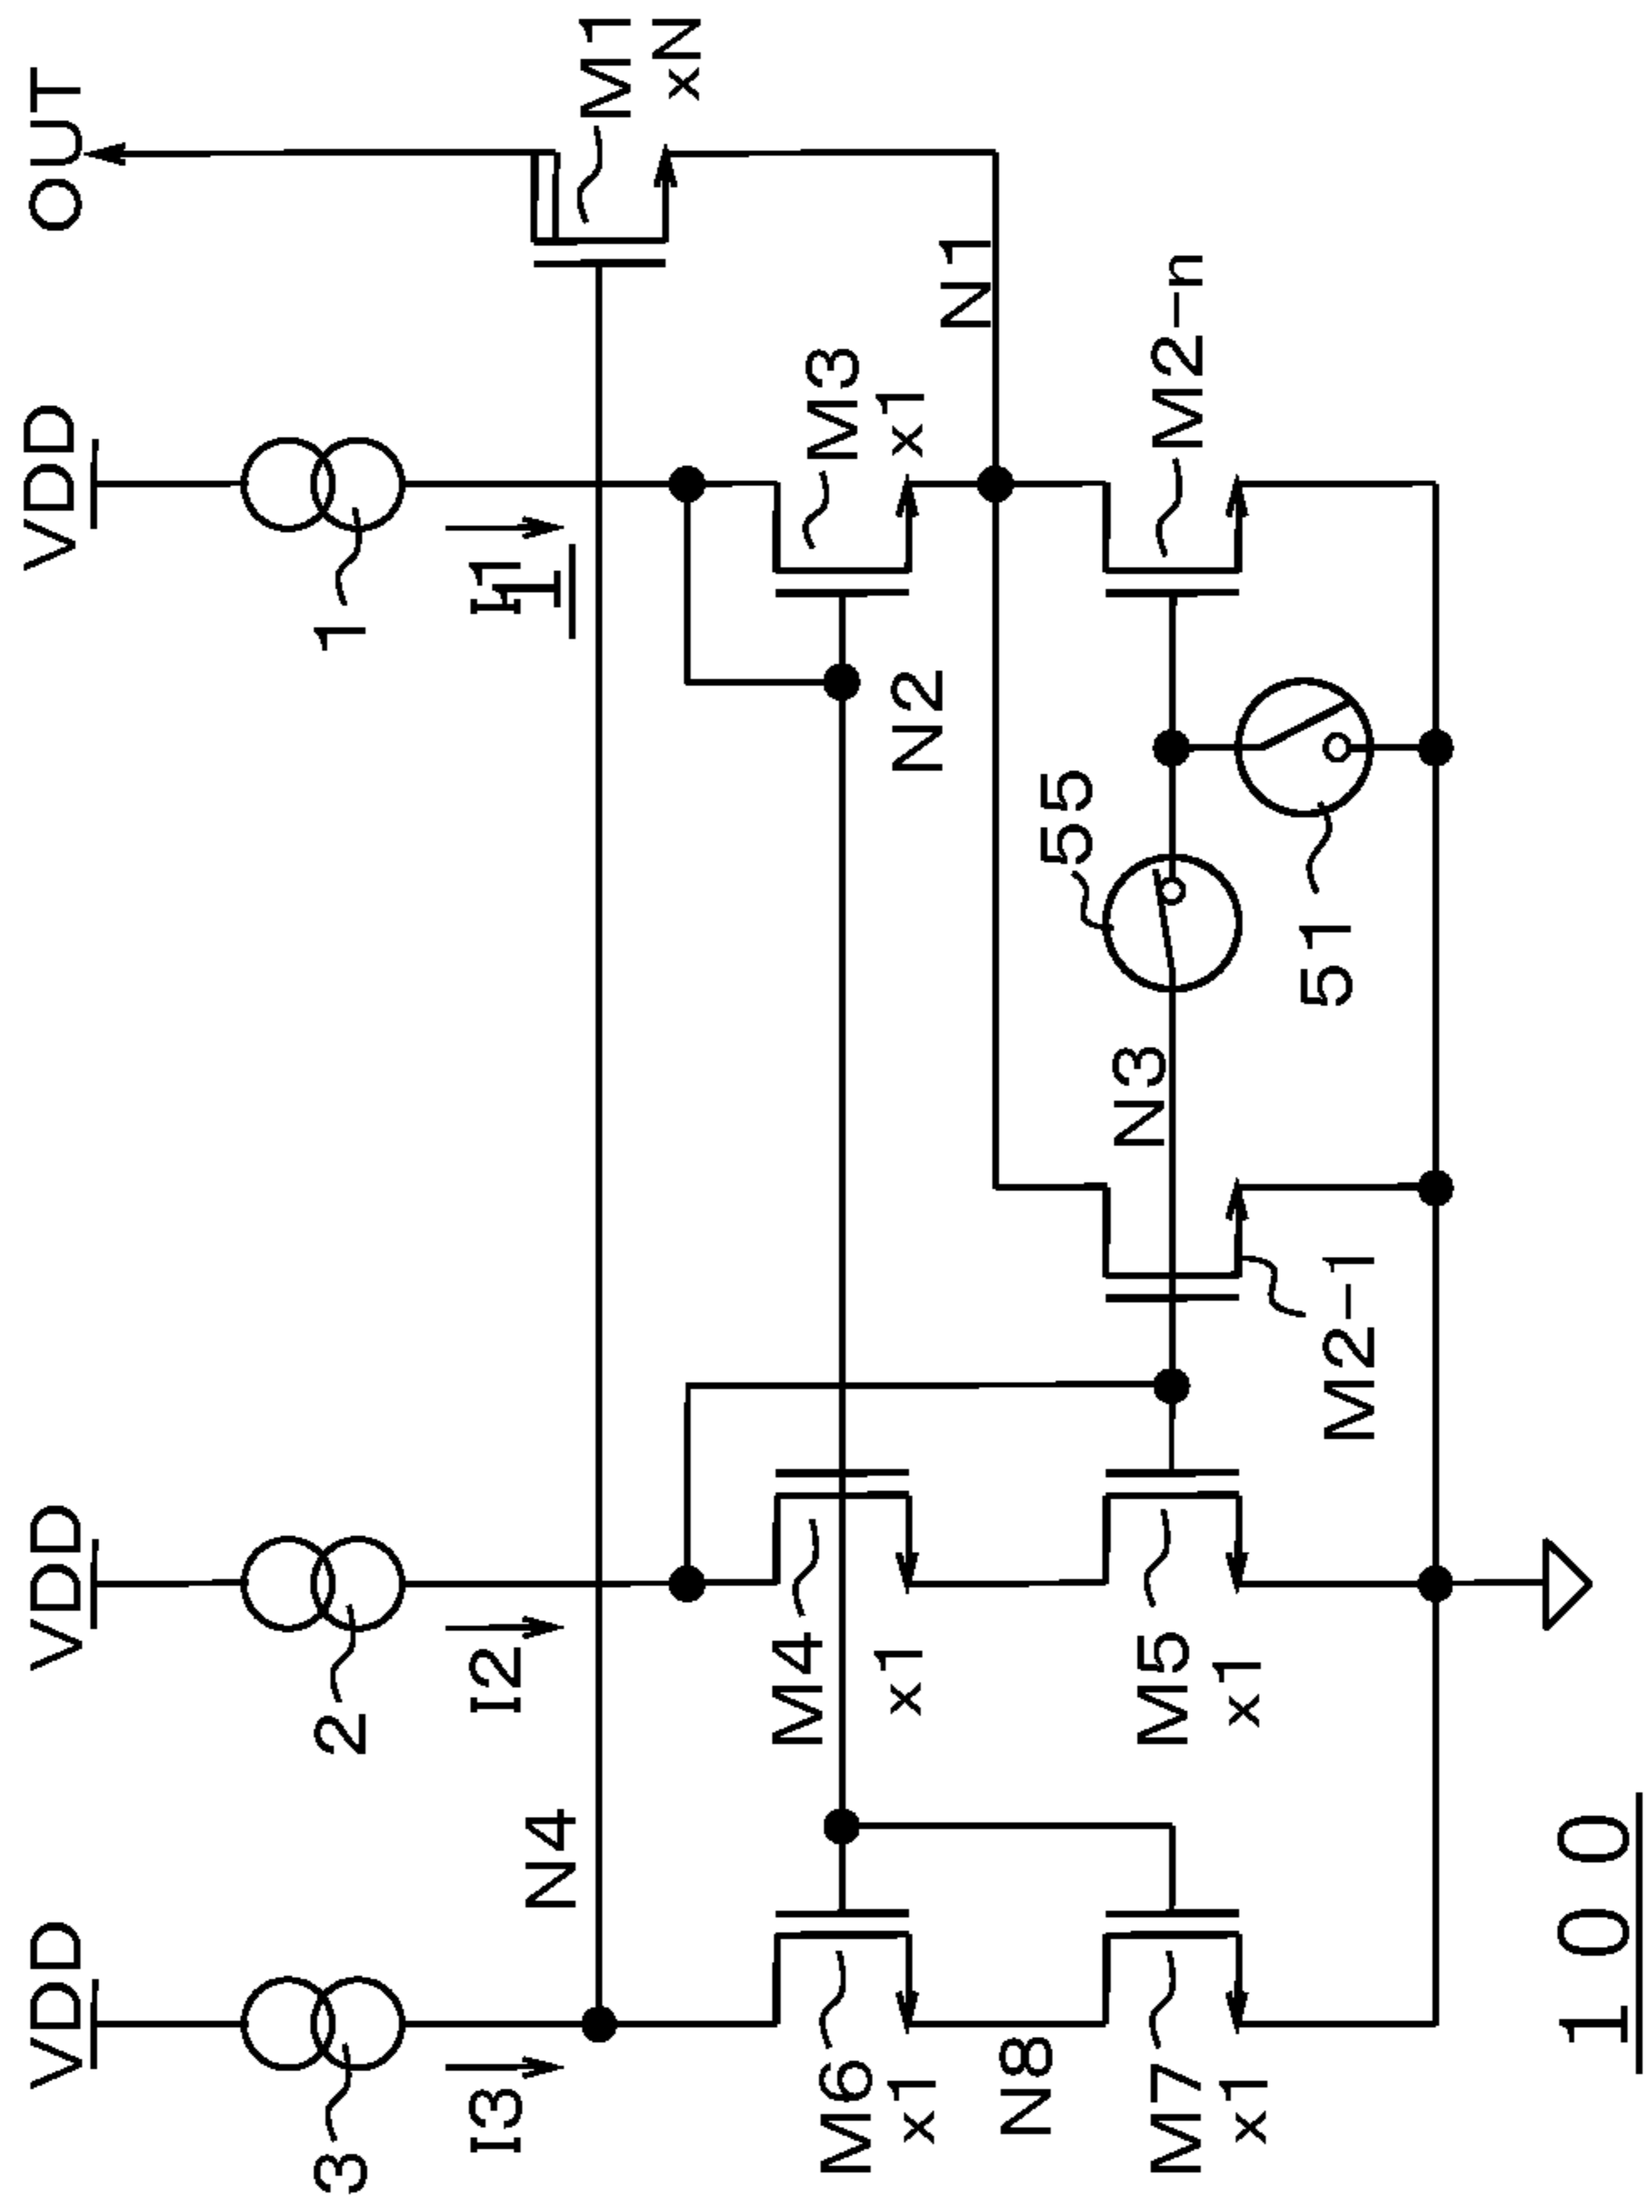 VDD
VDD
VDD
OUT
3
2
1
I3
I2
I1
1
N4
M1
xN
M6
x1
M4
x1
M3
x1
N2
N1
N8
55
N3
M7
x1
M5
x1
M2-n
51
M2-1
100